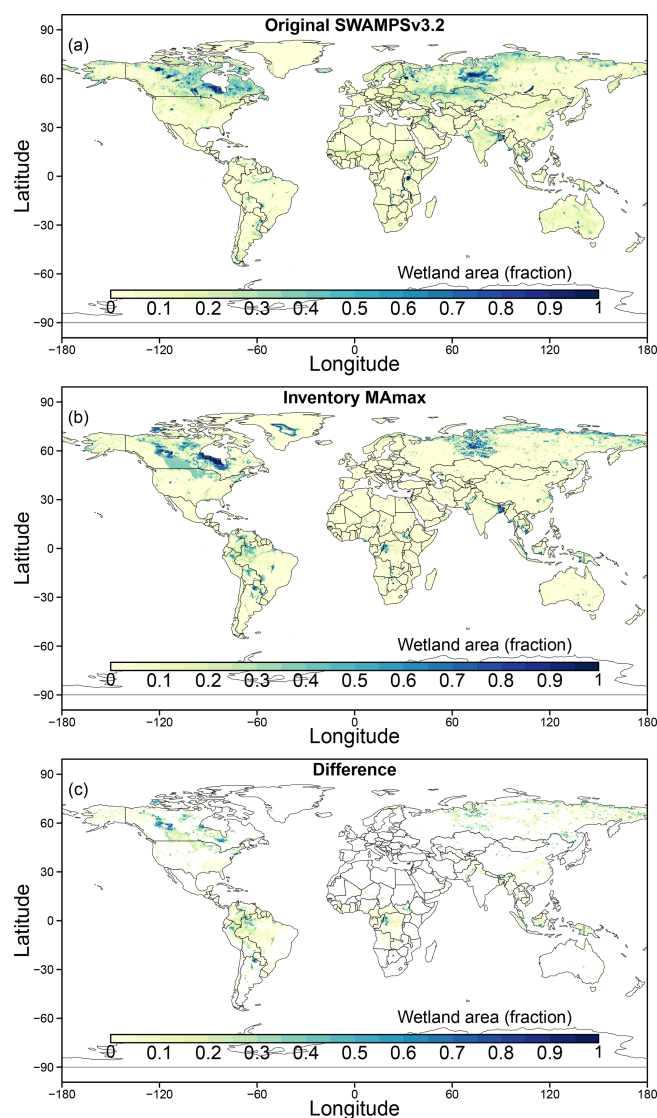 Original SWAMPSv3.2
(a)
90
60
30
0
−30
−60
−90
Latitude
Wetland area (fraction)
0 0.1 0.2 0.3 0.4 0.5 0.6 0.7 0.8 0.9 1
−180 −120 −60 0 60 120 180
Longitude
Inventory MAmax
(b)
90
60
30
0
−30
−60
−90
Latitude
Wetland area (fraction)
0 0.1 0.2 0.3 0.4 0.5 0.6 0.7 0.8 0.9 1
−180 −120 −60 0 60 120 180
Longitude
Difference
(c)
90
60
30
0
−30
−60
−90
Latitude
Wetland area (fraction)
0 0.1 0.2 0.3 0.4 0.5 0.6 0.7 0.8 0.9 1
−180 −120 −60 0 60 120 180